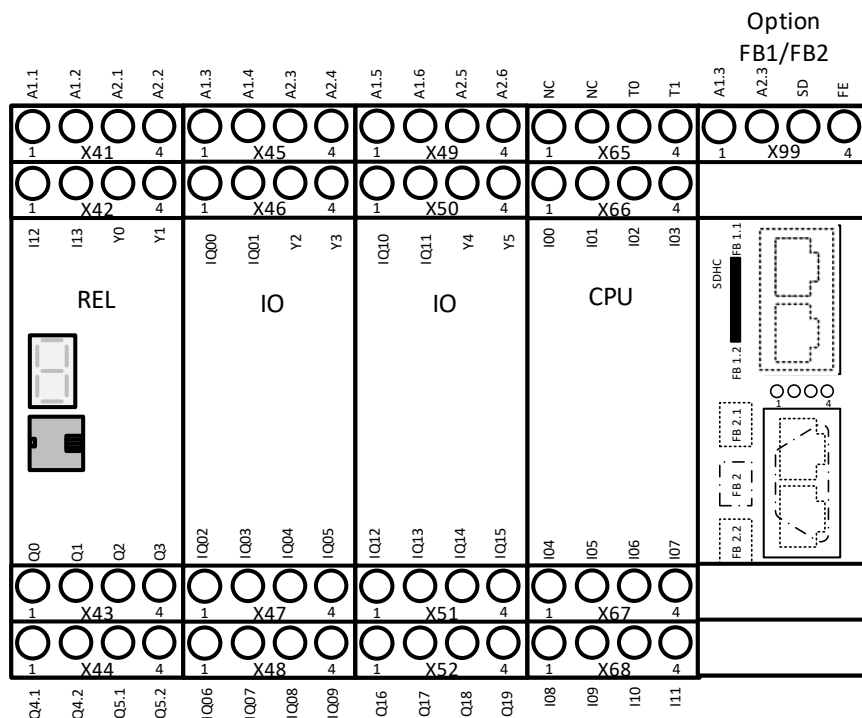 Option
FB1/FB2
A1.1 A1.2 A2.1 A2.2 A1.3 A1.4 A2.3 A2.4 A1.5 A1.6 A2.5 A2.6 NC NC T0 T1 A1.3 A2.3 SD FE
1 X41 4 1 X45 4 1 X49 4 1 X65 4 1 X99 4
1 X42 4 1 X46 4 1 X50 4 1 X66 4
I12 I13 Y0 Y1 IQ00 IQ01 Y2 Y3 IQ10 IQ11 Y4 Y5 I00 I01 I02 I03
REL IO IO CPU
SDHC
FB 1.1
FB 1.2
1 4
FB 2.1
FB 2
FB 2.2
Q0 Q1 Q2 Q3 IQ02 IQ03 IQ04 IQ05 IQ12 IQ13 IQ14 IQ15 I04 I05 I06 I07
1 X43 4 1 X47 4 1 X51 4 1 X67 4
1 X44 4 1 X48 4 1 X52 4 1 X68 4
Q4.1 Q4.2 Q5.1 Q5.2 IQ06 IQ07 IQ08 IQ09 Q16 Q17 Q18 Q19 I08 I09 I10 I11